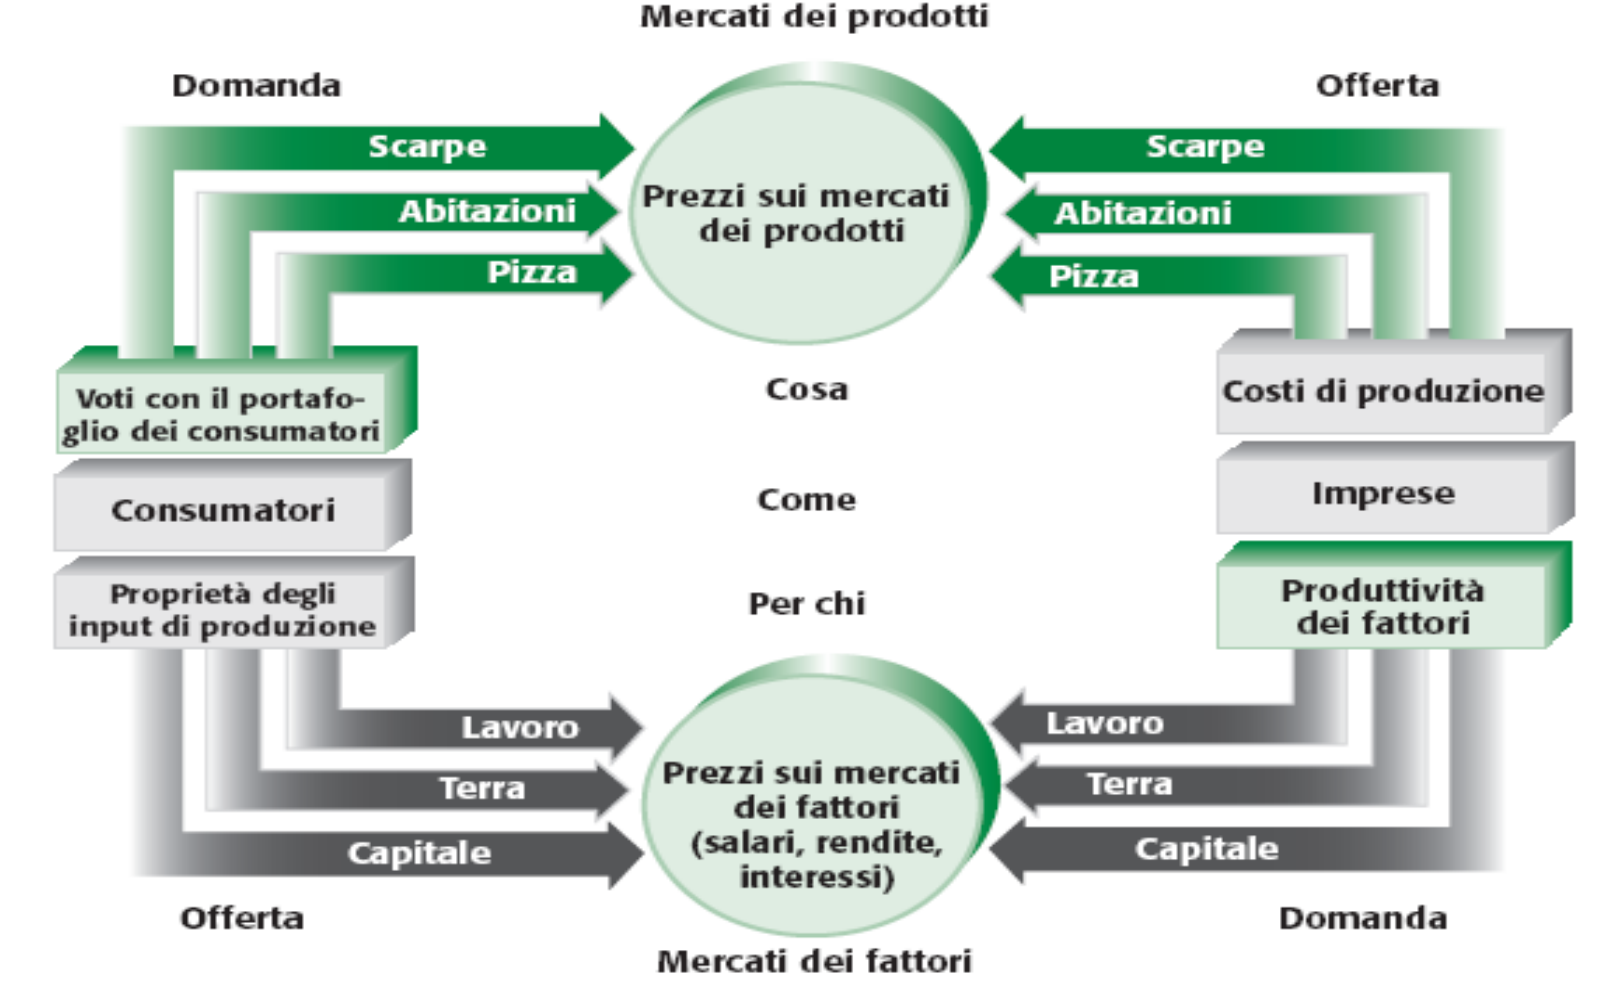 Mercati dei prodotti
Domanda
Offerta
Scarpe
Scarpe
Abitazioni
Abitazioni
Pizza
Pizza
Prezzi sui mercati
dei prodotti
Voti con il portafo-
glio dei consumatori
Consumatori
Proprietà degli
input di produzione
Cosa
Come
Per chi
Costi di produzione
Imprese
Produttività
dei fattori
Lavoro
Lavoro
Terra
Terra
Capitale
Capitale
Prezzi sui mercati
dei fattori
(salari, rendite,
interessi)
Offerta
Domanda
Mercati dei fattori